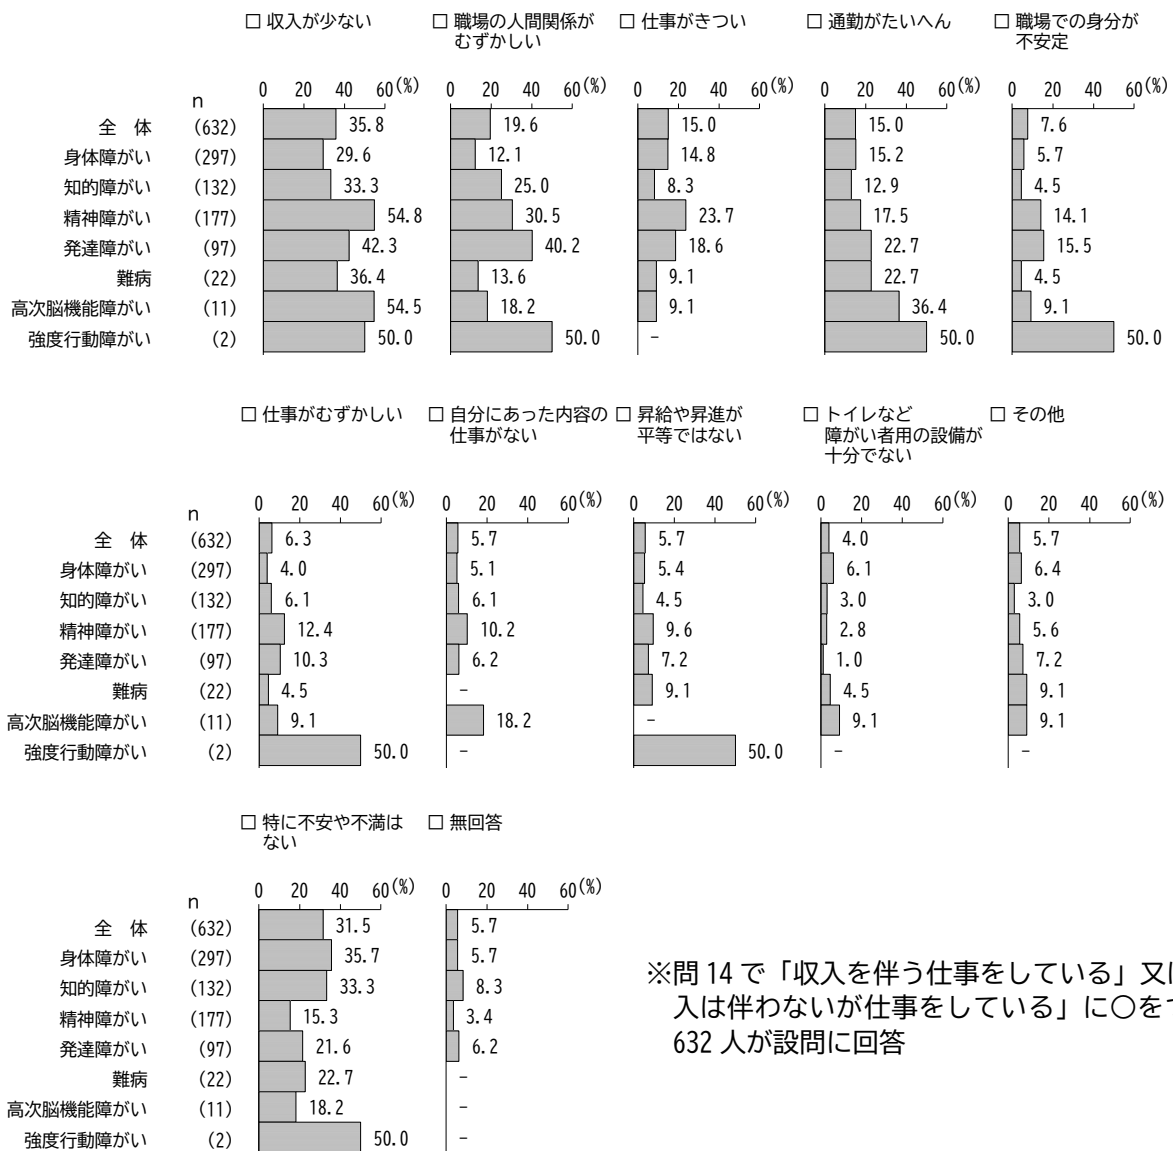 □ 収入が少ない □ 職場の人間関係が □ 仕事がきつい □ 通勤がたいへん □ 職場での身分が
むずかしい 不安定
0 20 40 60(%) 0 20 40 60(%) 0 20 40 60(%) 0 20 40 60(%) 0 20 40 60(%)
n
全 体 (632) 35.8 19.6 15.0 15.0 7.6
身体障がい (297) 29.6 12.1 14.8 15.2 5.7
知的障がい (132) 33.3 25.0 8.3 12.9 4.5
精神障がい (177) 54.8 30.5 23.7 17.5 14.1
発達障がい (97) 42.3 40.2 18.6 22.7 15.5
難病 (22) 36.4 13.6 9.1 22.7 4.5
高次脳機能障がい (11) 54.5 18.2 9.1 36.4 9.1
強度行動障がい (2) 50.0 50.0 - 50.0 50.0
□ 仕事がむずかしい □ 自分にあった内容の □ 昇給や昇進が □ トイレなど □ その他
仕事がない 平等ではない 障がい者用の設備が
十分でない
0 20 40 60(%) 0 20 40 60(%) 0 20 40 60(%) 0 20 40 60(%) 0 20 40 60(%)
n
全 体 (632) 6.3 5.7 5.7 4.0 5.7
身体障がい (297) 4.0 5.1 5.4 6.1 6.4
知的障がい (132) 6.1 6.1 4.5 3.0 3.0
精神障がい (177) 12.4 10.2 9.6 2.8 5.6
発達障がい (97) 10.3 6.2 7.2 1.0 7.2
難病 (22) 4.5 - 9.1 4.5 9.1
高次脳機能障がい (11) 9.1 18.2 - 9.1 9.1
強度行動障がい (2) 50.0 - 50.0 - -
□ 特に不安や不満は □ 無回答
ない
0 20 40 60(%) 0 20 40 60(%)
n
全 体 (632) 31.5 5.7
身体障がい (297) 35.7 5.7
知的障がい (132) 33.3 8.3
精神障がい (177) 15.3 3.4
発達障がい (97) 21.6 6.2
難病 (22) 22.7 -
高次脳機能障がい (11) 18.2 -
強度行動障がい (2) 50.0 -
※問 14 で「収入を伴う仕事をしている」又
入は伴わないが仕事をしている」に○を
632 人が設問に回答